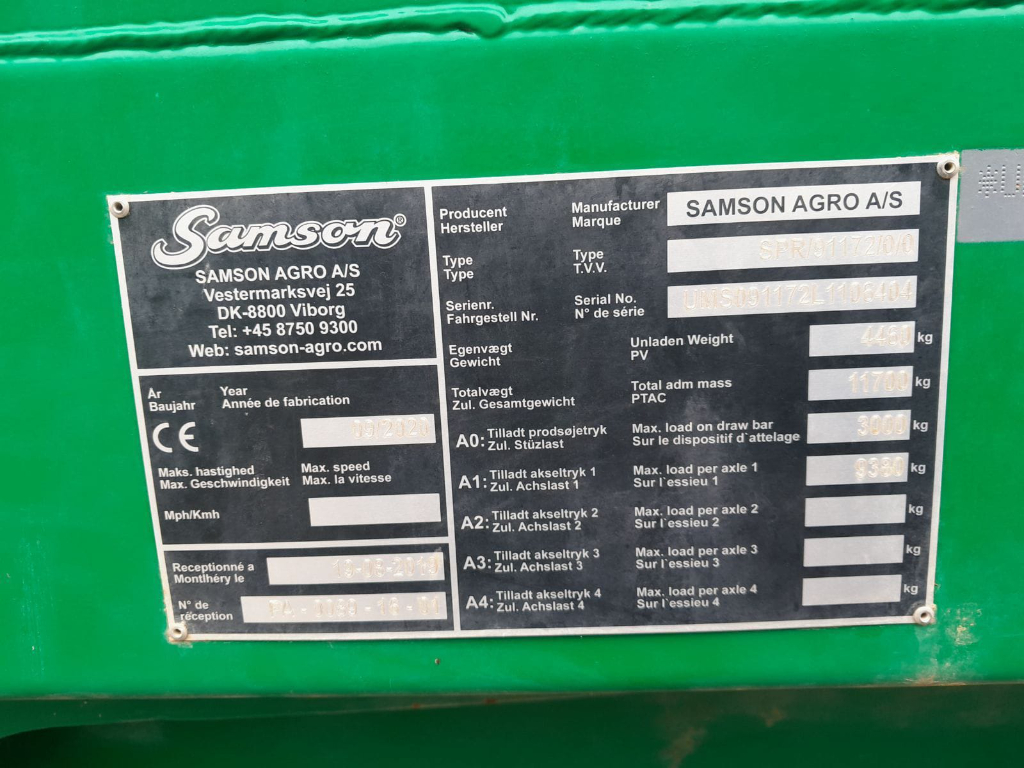 Samson®
SAMSON AGRO A/S
Vestermarksvej 25
DK-8800 Viborg
Tel: +45 8750 9300
Web: samson-agro.com
År Year
Baujahr Année de fabrication
CE 09/2020
Maks. hastighed Max. speed
Max. Geschwindigkeit Max. la vitesse
Mph/Kmh
Receptionné a
Montlhéry le
N° de
réception
Producent Manufacturer SAMSON AGRO A/S
Hersteller Marque
Type Type SPR/91172/0/0
Type T.V.V.
Serienr. Serial No.
Fahrgestell Nr. N° de série
Egenvægt Unladen Weight kg
Gewicht PV
Totalvægt Total adm mass 11700 kg
Zul. Gesamtgewicht PTAC
A0: Tilladt prodsøjetryk Max. load on draw bar kg
Zul. Stüzlast Sur le dispositif d`attelage
A1: Tilladt akseltryk 1 Max. load per axle 1 kg
Zul. Achslast 1 Sur l`essieu 1
A2: Tilladt akseltryk 2 Max. load per axle 2 kg
Zul. Achslast 2 Sur l`essieu 2
A3: Tilladt akseltryk 3 Max. load per axle 3 kg
Zul. Achslast 3 Sur l`essieu 3
A4: Tilladt akseltryk 4 Max. load per axle 4 kg
Zul. Achslast 4 Sur l`essieu 4